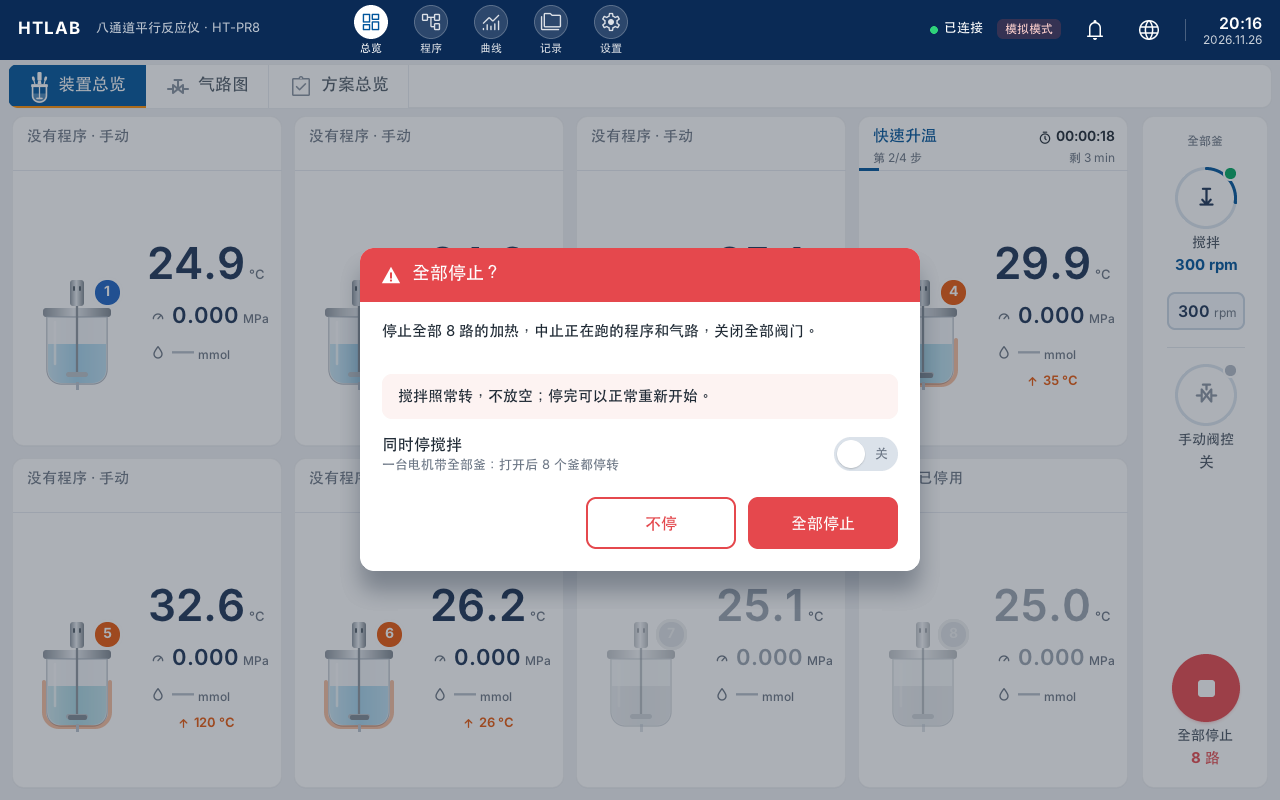 HTLAB
八通道平行反应仪 · HT-PR8
总览
程序
曲线
记录
设置
已连接
模拟模式
20:16
2026.11.26
装置总览
气路图
方案总览
没有程序 · 手动
没有程序 · 手动
没有程序 · 手动
快速升温
00:00:18
第 2/4 步
剩 3 min
24.9 °C
1
0.000 MPa
mmol
29.9 °C
4
0.000 MPa
mmol
↑ 35 °C
全部停止？
停止全部 8 路的加热，中止正在跑的程序和气路，关闭全部阀门。
搅拌照常转，不放空；停完可以正常重新开始。
同时停搅拌
一台电机带全部釜：打开后 8 个釜都停转
关
不停
全部停止
没有程序 · 手动
没有程
已停用
32.6 °C
5
0.000 MPa
mmol
↑ 120 °C
26.2 °C
6
0.000 MPa
mmol
↑ 26 °C
25.1 °C
7
0.000 MPa
mmol
25.0 °C
8
0.000 MPa
mmol
全部釜
搅拌
300 rpm
300 rpm
手动阀控
关
全部停止
8 路